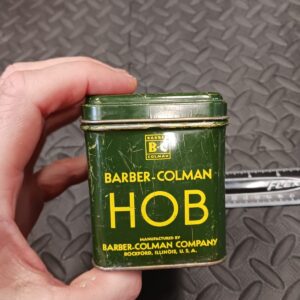 BARBER
B-C
COLMAN
BARBER-COLMAN
HOB
MANUFACTURED BY
BARBER-COLMAN COMPANY
ROCKFORD, ILLINOIS, U.S.A.